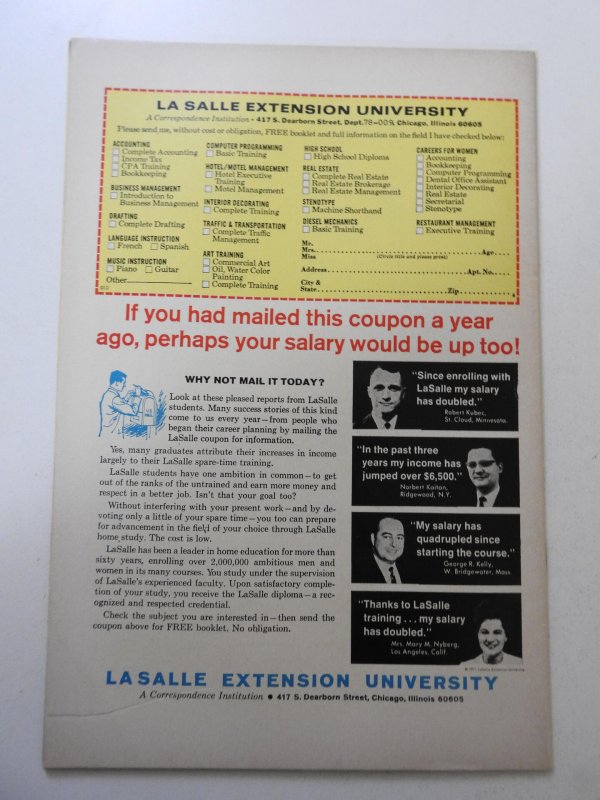 LA SALLE EXTENSION UNIVERSITY
A Correspondence Institution • 417 S. Dearborn Street, Dept. 78-009, Chicago, Illinois 60605
Please send me, without cost or obligation, FREE booklet and full information on the field I have checked below:
ACCOUNTING
Complete Accounting
Income Tax
CPA Training
Bookkeeping
BUSINESS MANAGEMENT
Introduction to
Business Management
DRAFTING
Complete Drafting
LANGUAGE INSTRUCTION
French Spanish
MUSIC INSTRUCTION
Piano Guitar
Other
COMPUTER PROGRAMMING
Basic Training
HOTEL/MOTEL MANAGEMENT
Hotel Executive
Training
Motel Management
INTERIOR DECORATING
Complete Training
TRAFFIC & TRANSPORTATION
Complete Traffic
Management
ART TRAINING
Commercial Art
Oil, Water Color
Painting
Complete Training
HIGH SCHOOL
High School Diploma
REAL ESTATE
Complete Real Estate
Real Estate Brokerage
Real Estate Management
STENOTYPE
Machine Shorthand
DIESEL MECHANICS
Basic Training
CAREERS FOR WOMEN
Accounting
Bookkeeping
Computer Programming
Dental Office Assistant
Interior Decorating
Real Estate
Secretarial
Stenotype
RESTAURANT MANAGEMENT
Executive Training
Mr.
Mrs. Age
Miss (Circle title and please print)
Address Apt. No.
City &
State Zip
If you had mailed this coupon a year
ago, perhaps your salary would be up too!
WHY NOT MAIL IT TODAY?
Look at these pleased reports from LaSalle
students. Many success stories of this kind
come to us every year—from people who
began their career planning by mailing the
LaSalle coupon for information.
Yes, many graduates attribute their increases in income
largely to their LaSalle spare-time training.
LaSalle students have one ambition in common—to get
out of the ranks of the untrained and earn more money and
respect in a better job. Isn't that your goal too?
Without interfering with your present work—and by de-
voting only a little of your spare time—you too can prepare
for advancement in the field of your choice through LaSalle
home study. The cost is low.
LaSalle has been a leader in home education for more than
sixty years, enrolling over 2,000,000 ambitious men and
women in its many courses. You study under the supervision
of LaSalle's experienced faculty. Upon satisfactory comple-
tion of your study, you receive the LaSalle diploma—a rec-
ognized and respected credential.
Check the subject you are interested in—then send the
coupon above for FREE booklet. No obligation.
"Since enrolling with
LaSalle my salary
has doubled."
Robert Kubec,
St. Cloud, Minnesota.
"In the past three
years my income has
jumped over $6,500."
Norbert Kaitan,
Ridgewood, N.Y.
"My salary has
quadrupled since
starting the course."
George R. Kelly,
W. Bridgewater, Mass.
"Thanks to LaSalle
training . . . my salary
has doubled."
Mrs. Mary M. Nyberg,
Los Angeles, Calif.
© 1971 LaSalle Extension University
LA SALLE EXTENSION UNIVERSITY
A Correspondence Institution • 417 S. Dearborn Street, Chicago, Illinois 60605